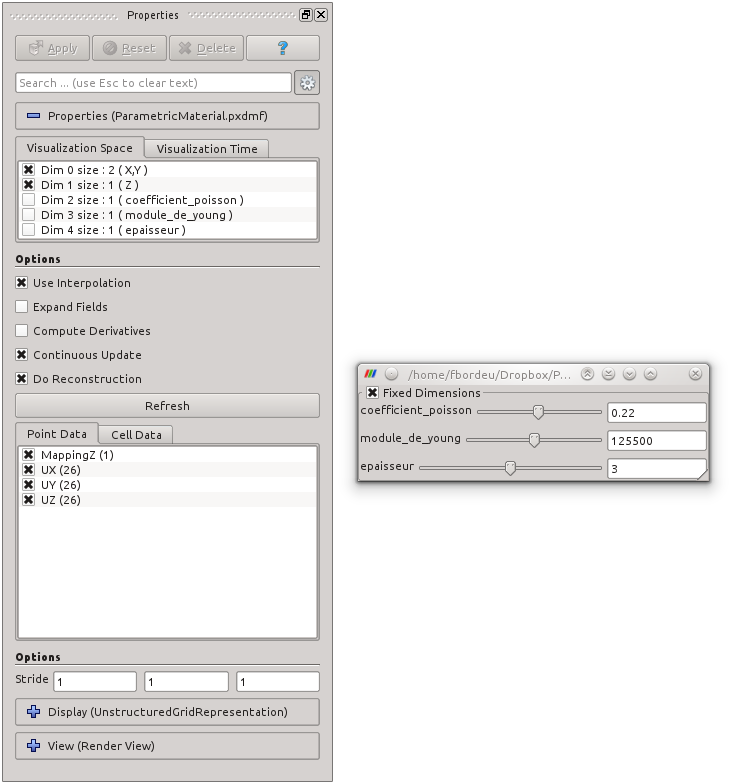 Properties
Apply Reset Delete ?
Search ... (use Esc to clear text)
Properties (ParametricMaterial.pxdmf)
Visualization Space Visualization Time
Dim 0 size : 2 ( X,Y )
Dim 1 size : 1 ( Z )
Dim 2 size : 1 ( coefficient_poisson )
Dim 3 size : 1 ( module_de_young )
Dim 4 size : 1 ( epaisseur )
Options
Use Interpolation
Expand Fields
Compute Derivatives
Continuous Update
Do Reconstruction
Refresh
Point Data Cell Data
MappingZ (1)
UX (26)
UY (26)
UZ (26)
Options
Stride 1 1 1
Display (UnstructuredGridRepresentation)
View (Render View)
/home/fbordeu/Dropbox/P...
Fixed Dimensions
coefficient_poisson 0.22
module_de_young 125500
epaisseur 3